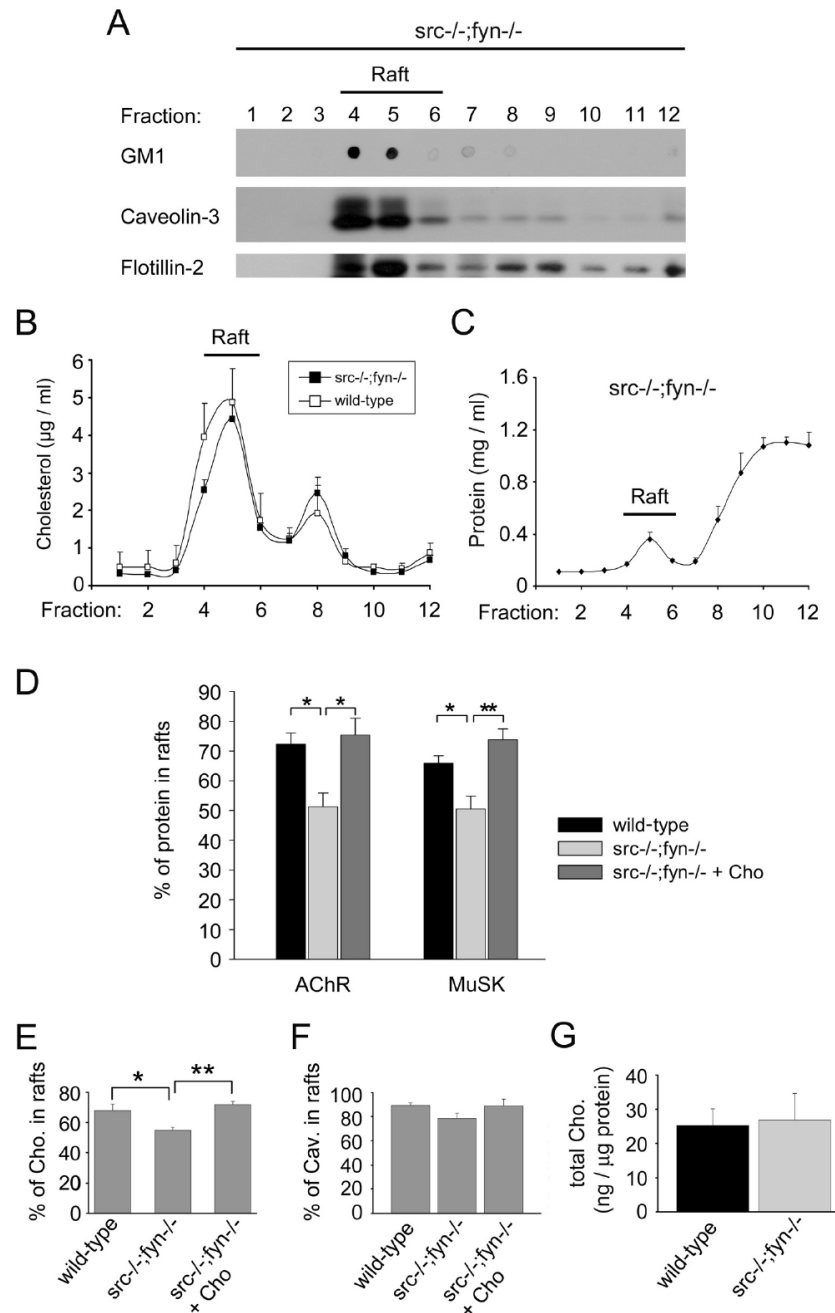 A
src-/-;fyn-/-
Raft
Fraction: 1 2 3 4 5 6 7 8 9 10 11 12
GM1
Caveolin-3
Flotillin-2
B
Raft
src-/-;fyn-/-
wild-type
Cholesterol (µg / ml)
6
5
4
3
2
1
0
Fraction: 2 4 6 8 10 12
C
src-/-;fyn-/-
Raft
Protein (mg / ml)
1.6
1.2
0.4
0
Fraction: 2 4 6 8 10 12
D
% of protein in rafts
90
80
70
60
50
40
30
20
10
0
* * * **
AChR MuSK
wild-type
src-/-;fyn-/-
src-/-;fyn-/- + Cho
E
% of Cho. in rafts
80
60
40
20
0
* **
wild-type
src-/-;fyn-/-
src-/-;fyn-/-
+ Cho
F
% of Cav. in rafts
100
80
60
40
20
0
wild-type
src-/-;fyn-/-
src-/-;fyn-/-
+ Cho
G
total Cho.
(ng / µg protein)
40
30
20
10
0
wild-type
src-/-;fyn-/-